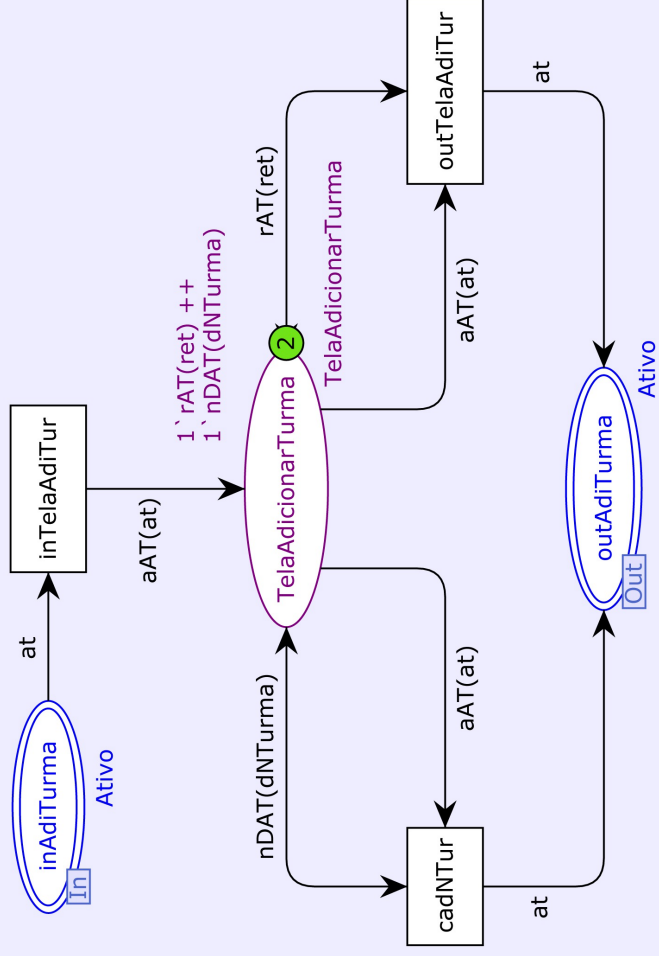 inAdiTurma
In
Ativo
at
inTelaAdiTur
aAT(at)
1`rAT(ret) ++
1`nDAT(dNTurma)
nDAT(dNTurma)
TelaAdicionarTurma
2
rAT(ret)
TelaAdicionarTurma
cadNTur
aAT(at)
aAT(at)
outTelaAdiTur
at
at
outAdiTurma
Out
Ativo